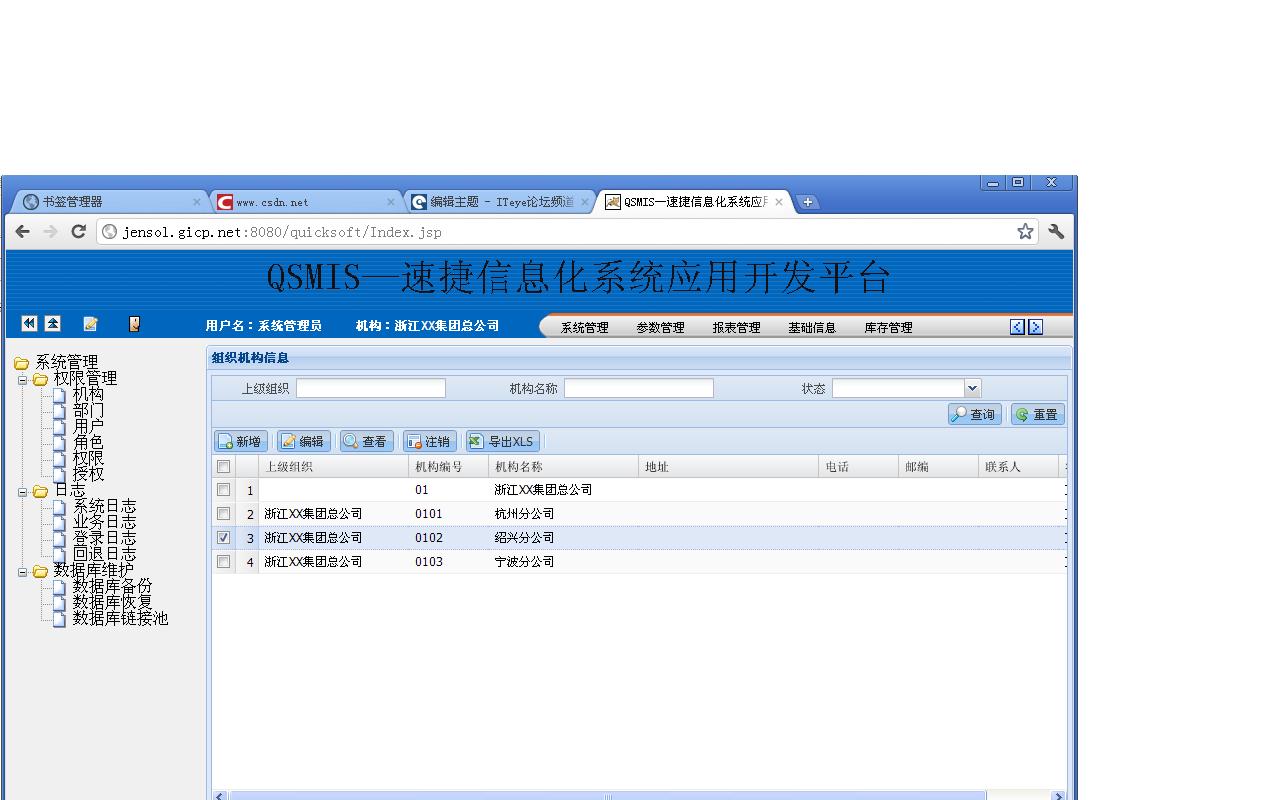 书签管理器
www.csdn.net
编辑主题 - ITeye论坛频道
QSMIS—速捷信息化系统应
jensol.gicp.net:8080/quicksoft/Index.jsp
QSMIS—速捷信息化系统应用开发平台
用户名：系统管理员 机构：浙江XX集团总公司
系统管理 参数管理 报表管理 基础信息 库存管理
系统管理
权限管理
机构
部门
用户
角色
权限
授权
日志
系统日志
业务日志
登录日志
回退日志
数据库维护
数据库备份
数据库恢复
数据库链接池
组织机构信息
上级组织 机构名称 状态
查询 重置
新增 编辑 查看 注销 导出XLS
上级组织 机构编号 机构名称 地址 电话 邮编 联系人
1 01 浙江XX集团总公司
2 浙江XX集团总公司 0101 杭州分公司
3 浙江XX集团总公司 0102 绍兴分公司
4 浙江XX集团总公司 0103 宁波分公司